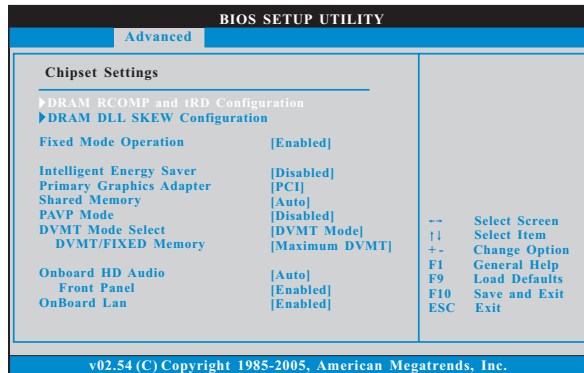 BIOS SETUP UTILITY
Advanced
Chipset Settings
DRAM RCOMP and tRD Configuration
DRAM DLL SKEW Configuration
Fixed Mode Operation [Enabled]
Intelligent Energy Saver [Disabled]
Primary Graphics Adapter [PCI]
Shared Memory [Auto]
PAVP Mode [Disabled]
DVMT Mode Select [DVMT Mode]
DVMT/FIXED Memory [Maximum DVMT]
Onboard HD Audio [Auto]
Front Panel [Enabled]
OnBoard Lan [Enabled]
←→ Select Screen
↑↓ Select Item
+- Change Option
F1 General Help
F9 Load Defaults
F10 Save and Exit
ESC Exit
v02.54 (C) Copyright 1985-2005, American Megatrends, Inc.